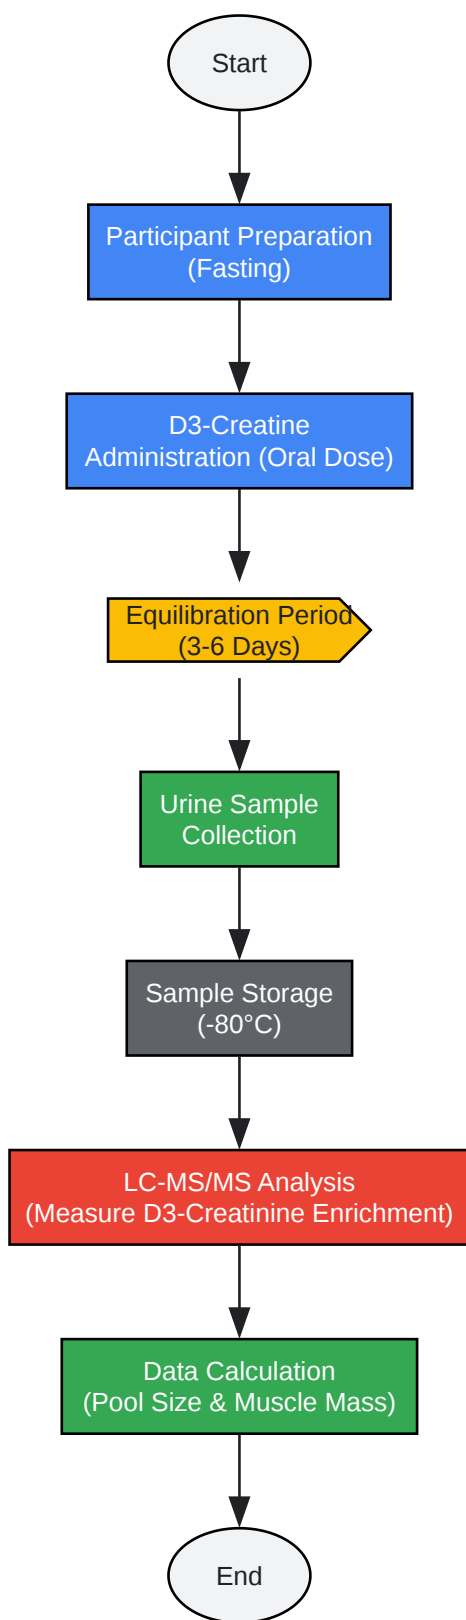 Start
Participant Preparation
(Fasting)
D3-Creatine
Administration (Oral Dose)
Equilibration Period
(3-6 Days)
Urine Sample
Collection
Sample Storage
(-80°C)
LC-MS/MS Analysis
(Measure D3-Creatinine Enrichment)
Data Calculation
(Pool Size & Muscle Mass)
End